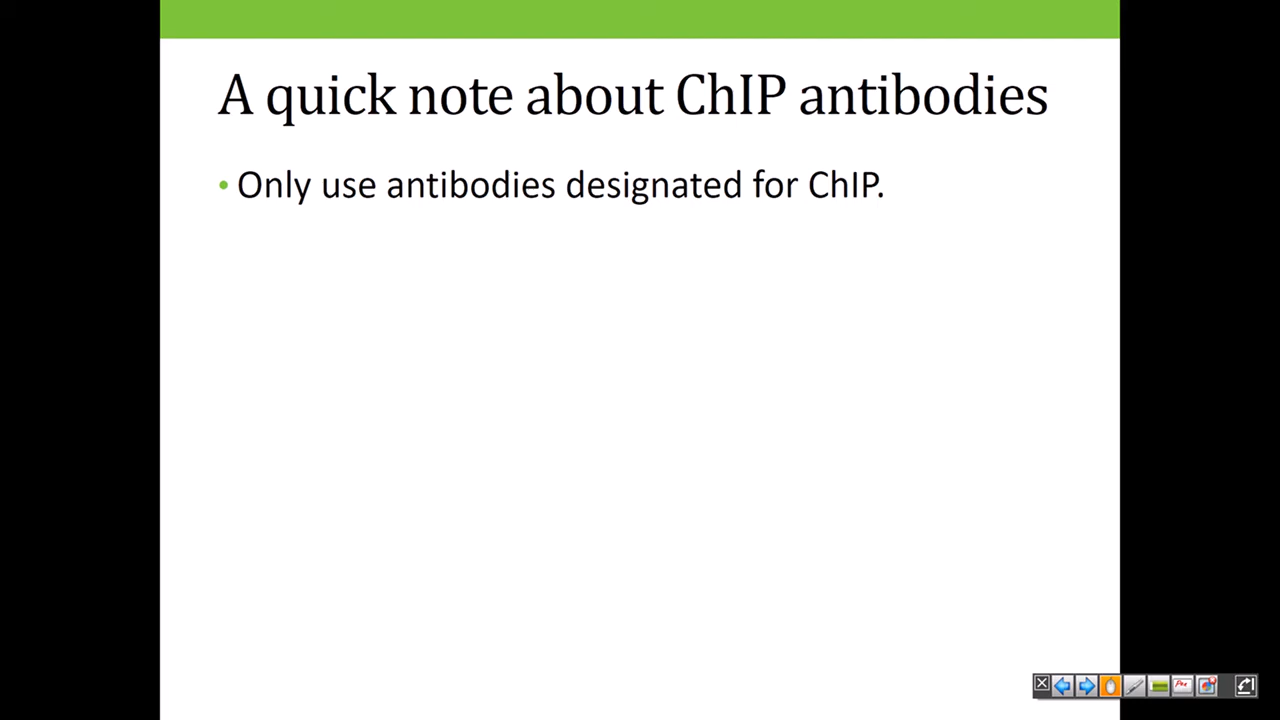 A quick note about ChIP antibodies
• Only use antibodies designated for ChIP.